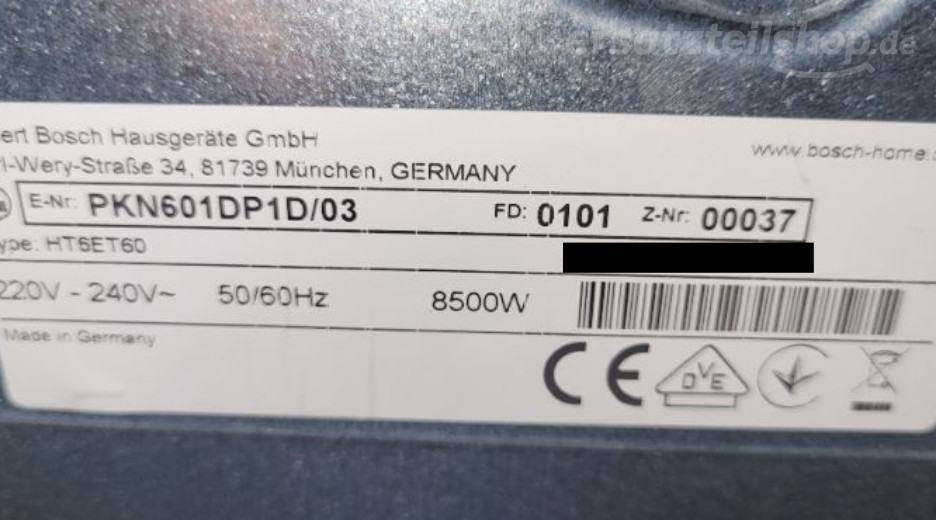 ersatzteilshop.de
ert Bosch Hausgeräte GmbH
www.bosch-home.
-Wery-Straße 34, 81739 München, GERMANY
E-Nr: PKN601DP1D/03 FD: 0101 Z-Nr: 00037
ype: HT6ET60
220V - 240V~ 50/60Hz 8500W
Made in Germany
CE DVE